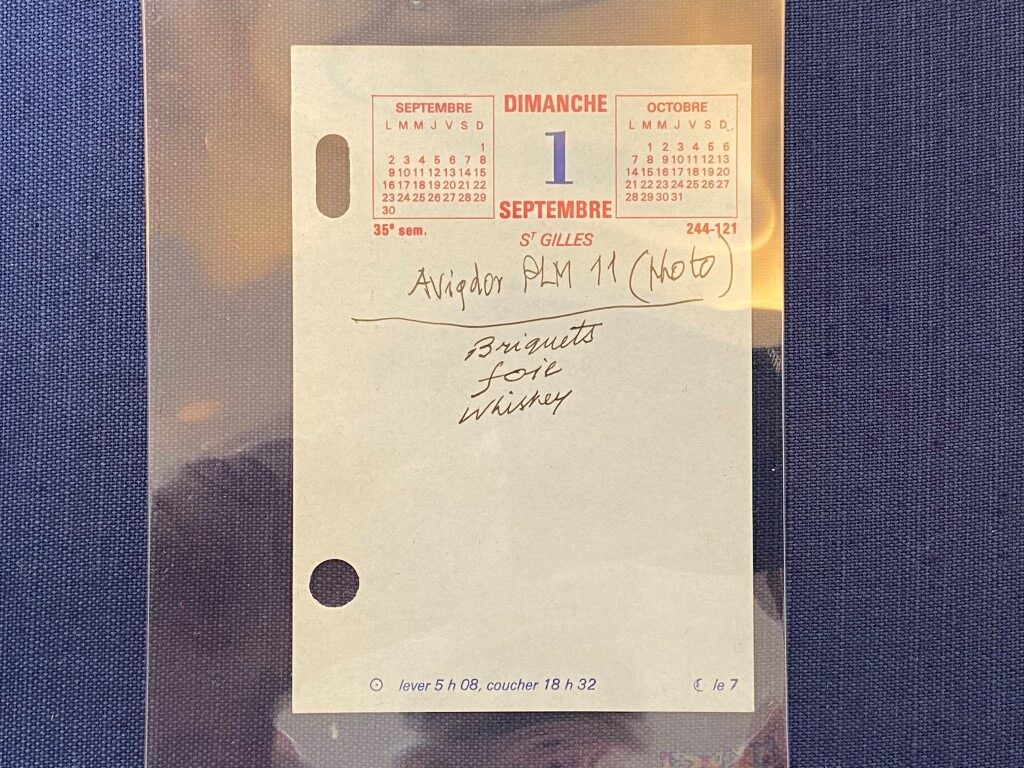 SEPTEMBRE
L M M J V S D
1
2 3 4 5 6 7 8
9 10 11 12 13 14 15
16 17 18 19 20 21 22
23 24 25 26 27 28 29
30
35e sem.
DIMANCHE
1
SEPTEMBRE
ST GILLES
OCTOBRE
L M M J V S D
1 2 3 4 5 6
7 8 9 10 11 12 13
14 15 16 17 18 19 20
21 22 23 24 25 26 27
28 29 30 31
244-121
Avigdor PLM 11 (Photo)
Briquets
foie
Whiskey
lever 5 h 08, coucher 18 h 32
le 7